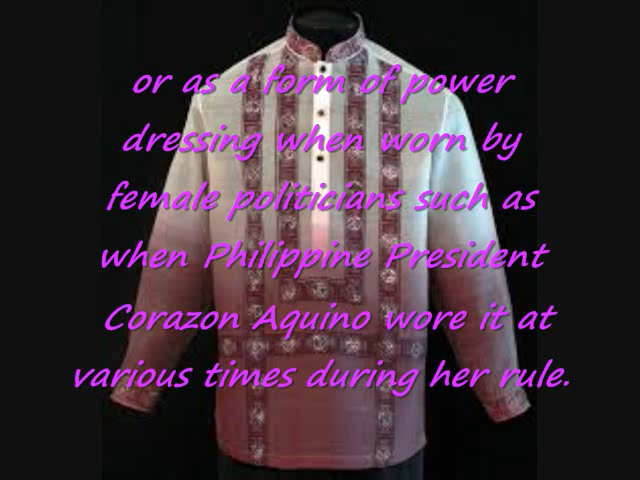 or as a form of power
dressing when worn by
female politicians such as
when Philippine President
Corazon Aquino wore it at
various times during her rule.